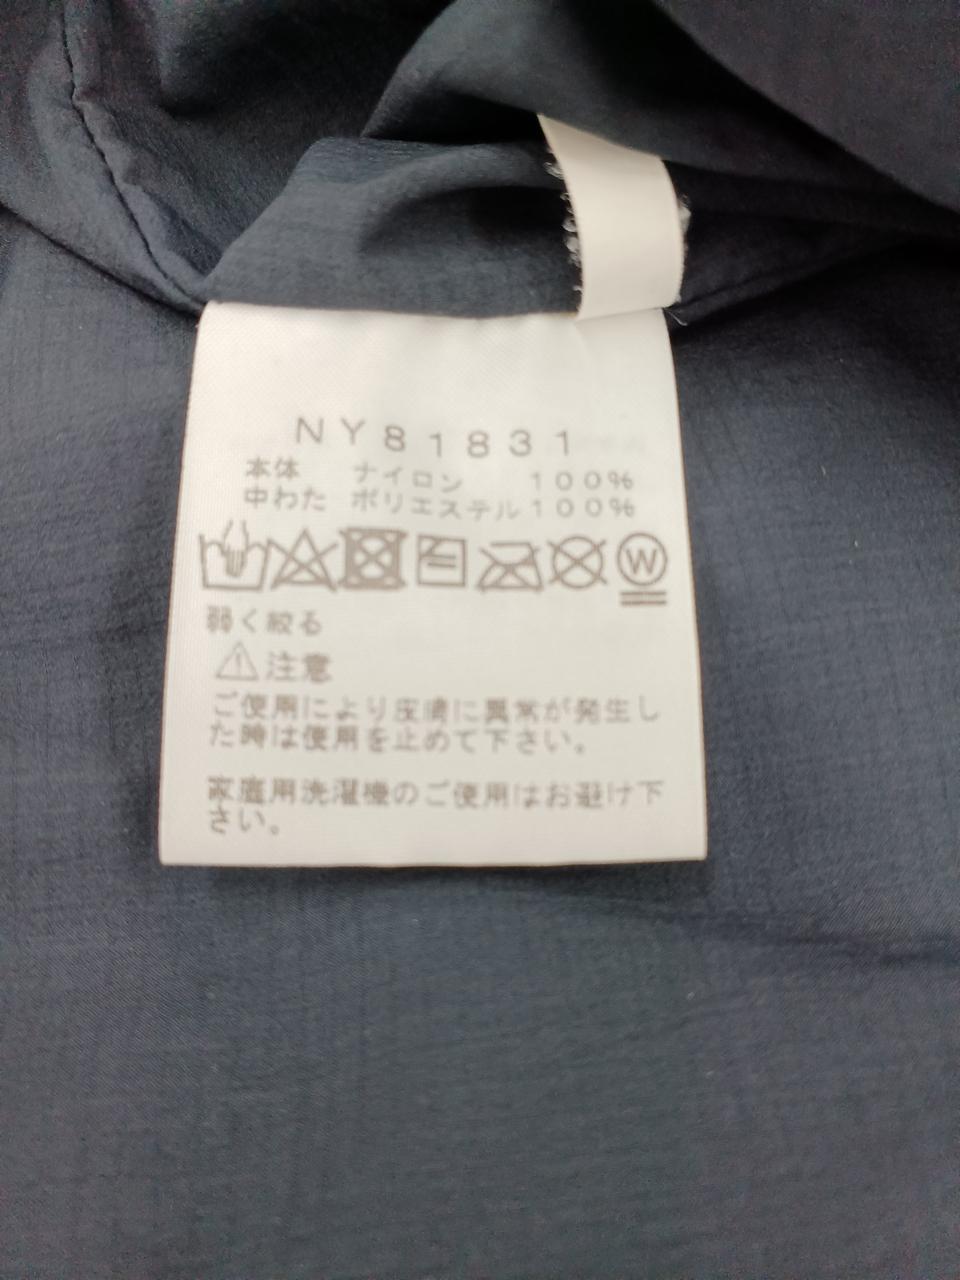 NY81831
本体 ナイロン 100%
中わた ポリエステル 100%
W
弱く絞る
注意
ご使用により皮膚に異常が発生し
た時は使用を止めて下さい。
家庭用洗濯機のご使用はお避け下
さい。